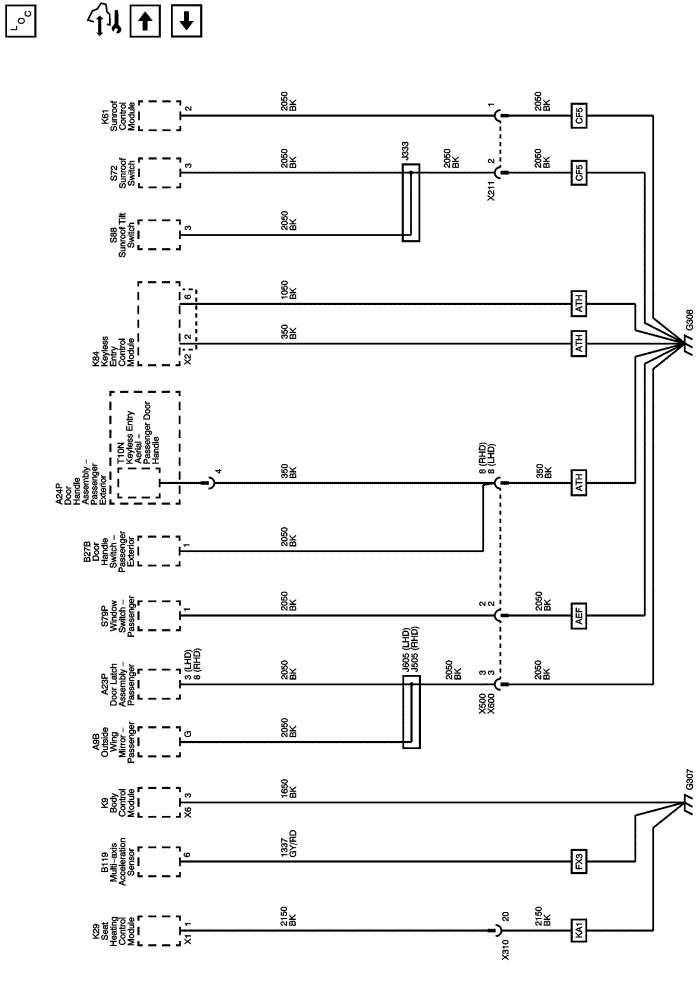 LOC
K61
Sunroof
Control
Module
2
2050
BK
1
2050
BK
CF5
S72
Sunroof
Switch
3
2050
BK
J333
2050
BK
2
X211
2050
BK
CF5
S88
Sunroof Tilt
Switch
3
2050
BK
K84
Keyless
Entry
Control
Module
6
1050
BK
ATH
2
X2
350
BK
ATH
G308
A24P
Door
Handle
Assembly –
Passenger
Exterior
T10N
Keyless Entry
Aerial –
Passenger Door
Handle
4
350
BK
8 (RHD)
8 (LHD)
350
BK
ATH
B27B
Door
Handle
Switch –
Passenger
Exterior
1
2050
BK
S79P
Window
Switch –
Passenger
1
2050
BK
2
2
2050
BK
AEF
A23P
Door Latch
Assembly –
Passenger
3 (LHD)
8 (RHD)
2050
BK
J605 (LHD)
J505 (RHD)
2050
BK
3
3
X500
X600
2050
BK
A9B
Outside
Wing
Mirror –
Passenger
G
2050
BK
K9
Body
Control
Module
3
X6
1650
BK
G307
B119
Multi–axis
Acceleration
Sensor
6
1337
GY/RD
FX3
K29
Seat
Heating
Control
Module
1
X1
2150
BK
20
X310
2150
BK
KA1